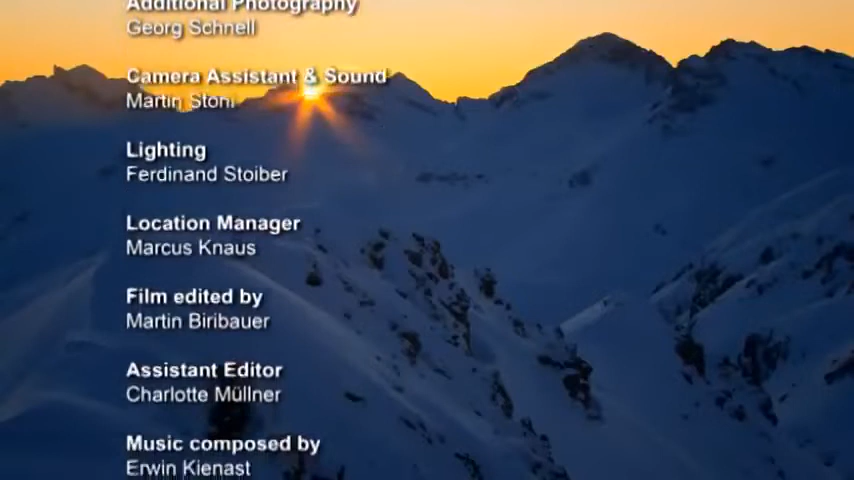 Additional Photography
Georg Schnell
Camera Assistant & Sound
Martin Stoni
Lighting
Ferdinand Stoiber
Location Manager
Marcus Knaus
Film edited by
Martin Biribauer
Assistant Editor
Charlotte Müllner
Music composed by
Erwin Kienast